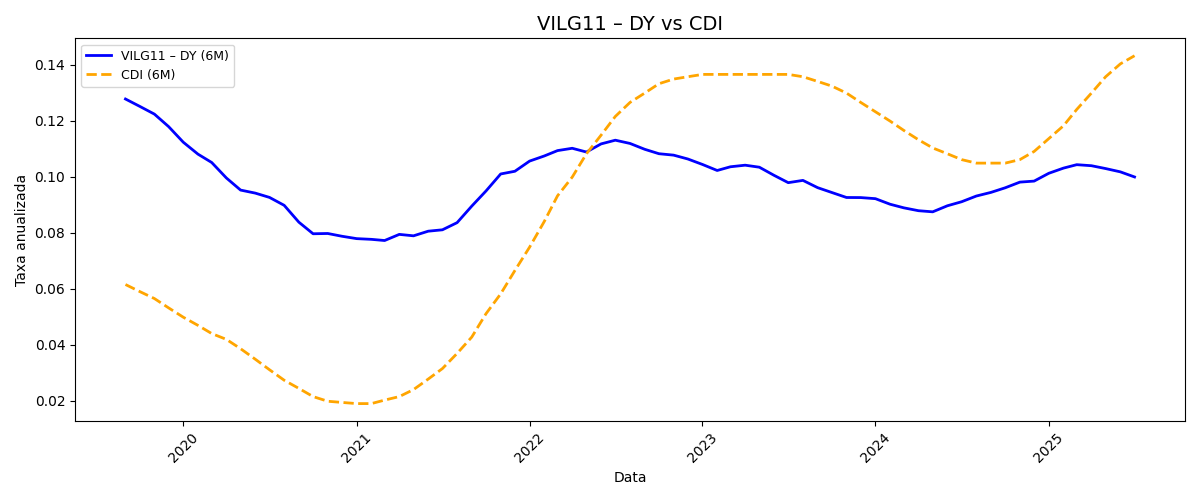 VILG11 – DY vs CDI
VILG11 – DY (6M)
CDI (6M)
Taxa anualizada
0.14
0.12
0.10
0.08
0.06
0.04
0.02
2020
2021
2022
2023
2024
2025
Data